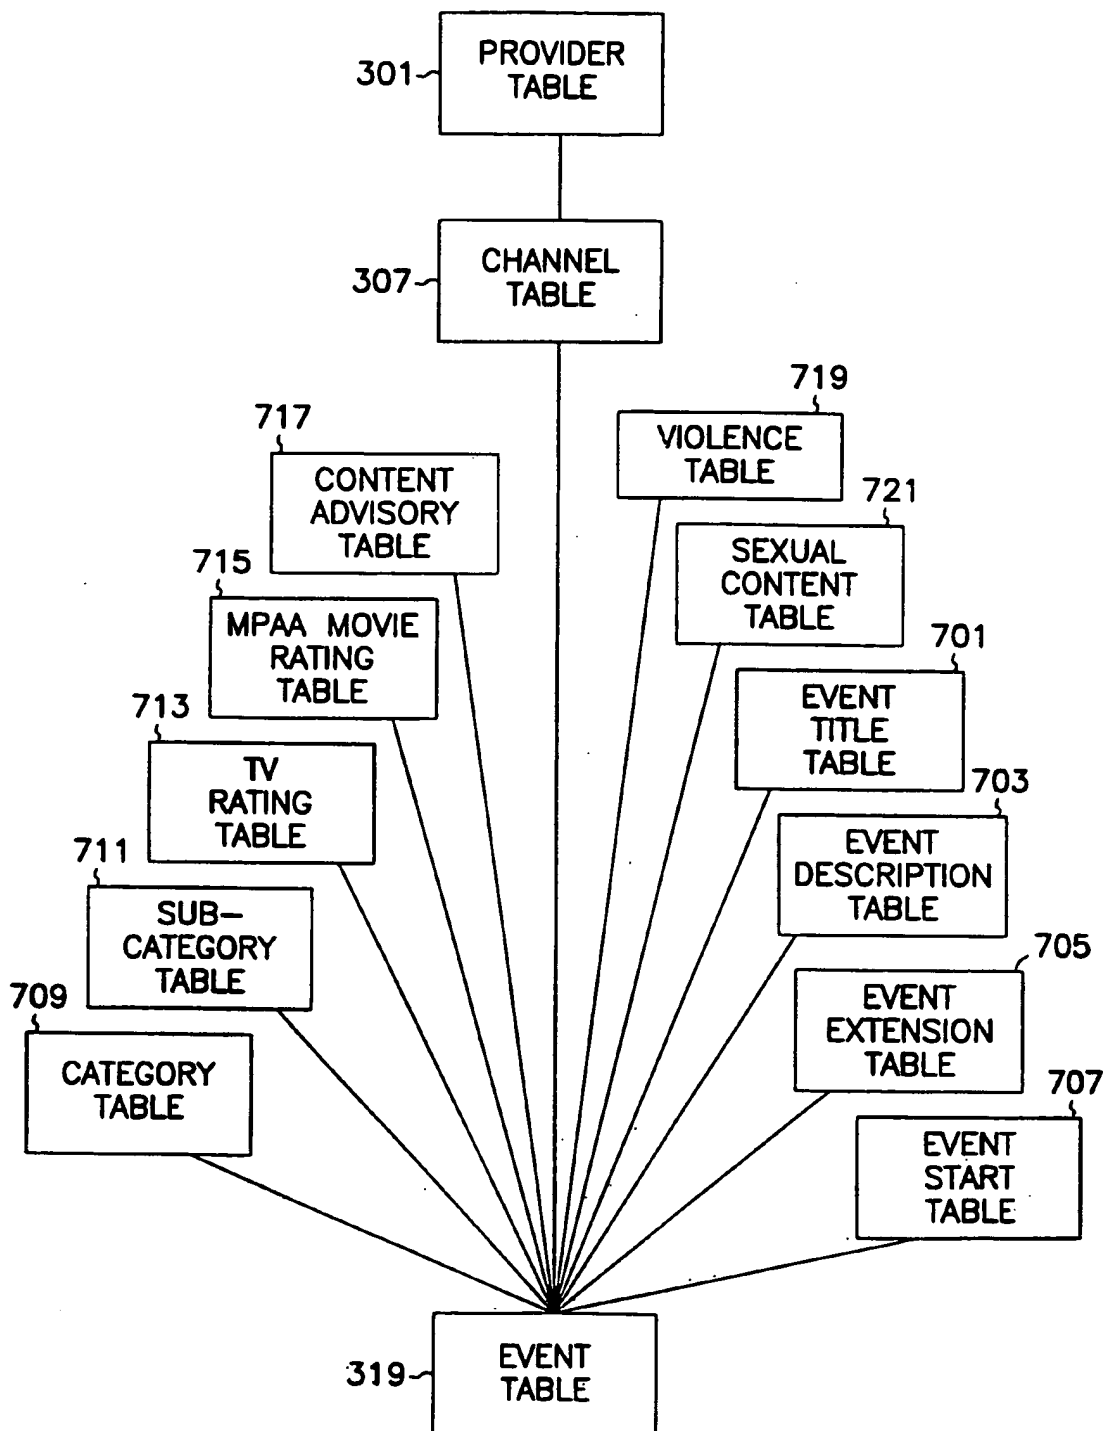 PROVIDER
TABLE
301
CHANNEL
TABLE
307
719
VIOLENCE
TABLE
717
CONTENT
ADVISORY
TABLE
721
SEXUAL
CONTENT
TABLE
715
MPAA MOVIE
RATING
TABLE
701
EVENT
TITLE
TABLE
713
TV
RATING
TABLE
703
EVENT
DESCRIPTION
TABLE
711
SUB-
CATEGORY
TABLE
705
EVENT
EXTENSION
TABLE
709
CATEGORY
TABLE
707
EVENT
START
TABLE
319
EVENT
TABLE